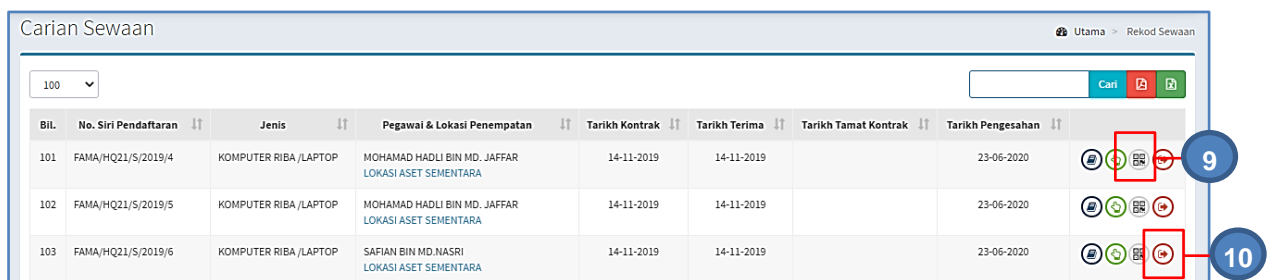 Carian Sewaan
Utama > Rekod Sewaan
100
Cari
Bil. No. Siri Pendaftaran Jenis Pegawai & Lokasi Penempatan Tarikh Kontrak Tarikh Terima Tarikh Tamat Kontrak Tarikh Pengesahan
101 FAMA/HQ21/S/2019/4 KOMPUTER RIBA /LAPTOP MOHAMAD HADLI BIN MD. JAFFAR 14-11-2019 14-11-2019 23-06-2020
LOKASI ASET SEMENTARA
9
102 FAMA/HQ21/S/2019/5 KOMPUTER RIBA /LAPTOP MOHAMAD HADLI BIN MD. JAFFAR 14-11-2019 14-11-2019 23-06-2020
LOKASI ASET SEMENTARA
103 FAMA/HQ21/S/2019/6 KOMPUTER RIBA /LAPTOP SAFIAN BIN MD.NASRI 14-11-2019 14-11-2019 23-06-2020
LOKASI ASET SEMENTARA
10